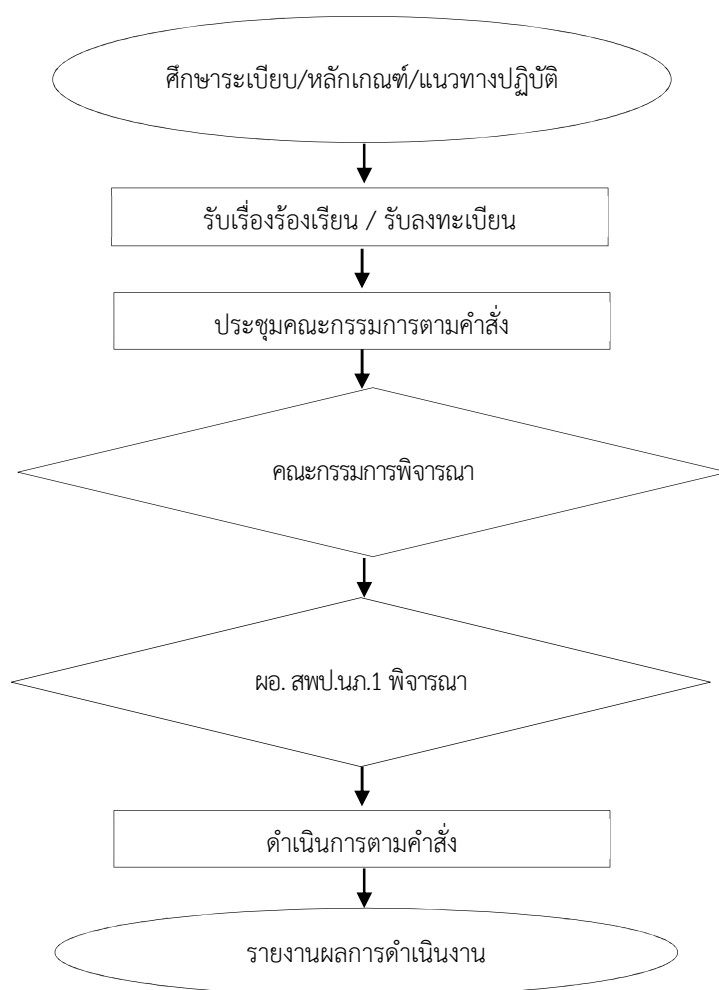 ศึกษาระเบียบ/หลักเกณฑ์/แนวทางปฏิบัติ
รับเรื่องร้องเรียน / รับลงทะเบียน
ประชุมคณะกรรมการตามคำสั่ง
คณะกรรมการพิจารณา
ผอ. สพป.นภ.1 พิจารณา
ดำเนินการตามคำสั่ง
รายงานผลการดำเนินงาน